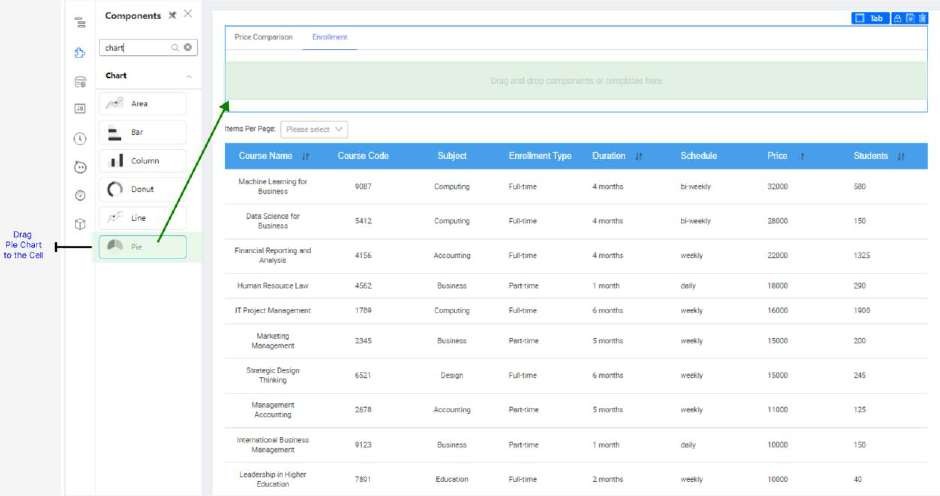 Components
chart
Chart
Area
Bar
Column
Donut
Line
Pie
Drag
Pie Chart
to the Cell
Tab
Price Comparison Enrollment
Drag and drop components or templates here
Items Per Page: Please select
Course Name Course Code Subject Enrollment Type Duration Schedule Price Students
Machine Learning for
Business 9087 Computing Full-time 4 months bi-weekly 32000 580
Data Science for
Business 5412 Computing Full-time 4 months bi-weekly 28000 150
Financial Reporting and
Analysis 4156 Accounting Full-time 4 months weekly 22000 1325
Human Resource Law 4562 Business Part-time 1 month daily 18000 290
IT Project Management 1789 Computing Full-time 6 months weekly 16000 1900
Marketing
Management 2345 Business Part-time 5 months weekly 15000 200
Strategic Design
Thinking 6521 Design Full-time 6 months weekly 15000 245
Management
Accounting 2678 Accounting Part-time 5 months weekly 11000 125
International Business
Management 9123 Business Part-time 1 month daily 10000 150
Leadership in Higher
Education 7891 Education Full-time 2 months weekly 10000 40